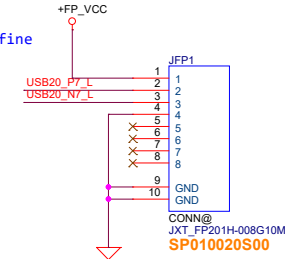 +FP_VCC
fine
JFP1
1 1
USB20_P7_L 2 2
USB20_N7_L 3 3
4 4
5 5
6 6
7 7
8 8
9 GND
10 GND
CONN@
JXT_FP201H-008G10M
SP010020S00